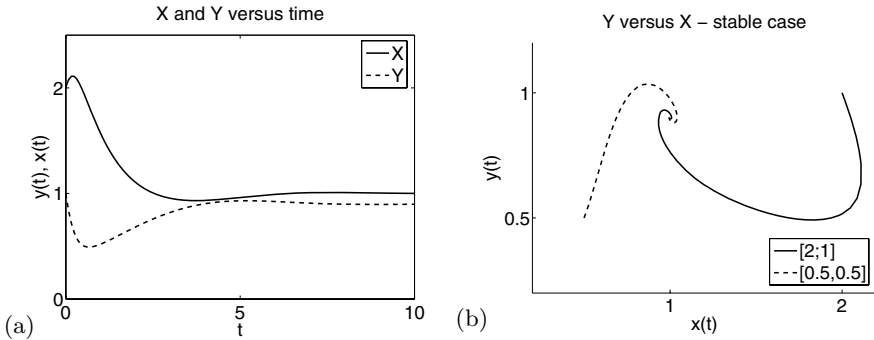 X and Y versus time
y(t), x(t)
2
1
0
0
5
10
t
X
Y
(a)
Y versus X − stable case
y(t)
1
0.5
1
2
x(t)
[2;1]
[0.5,0.5]
(b)